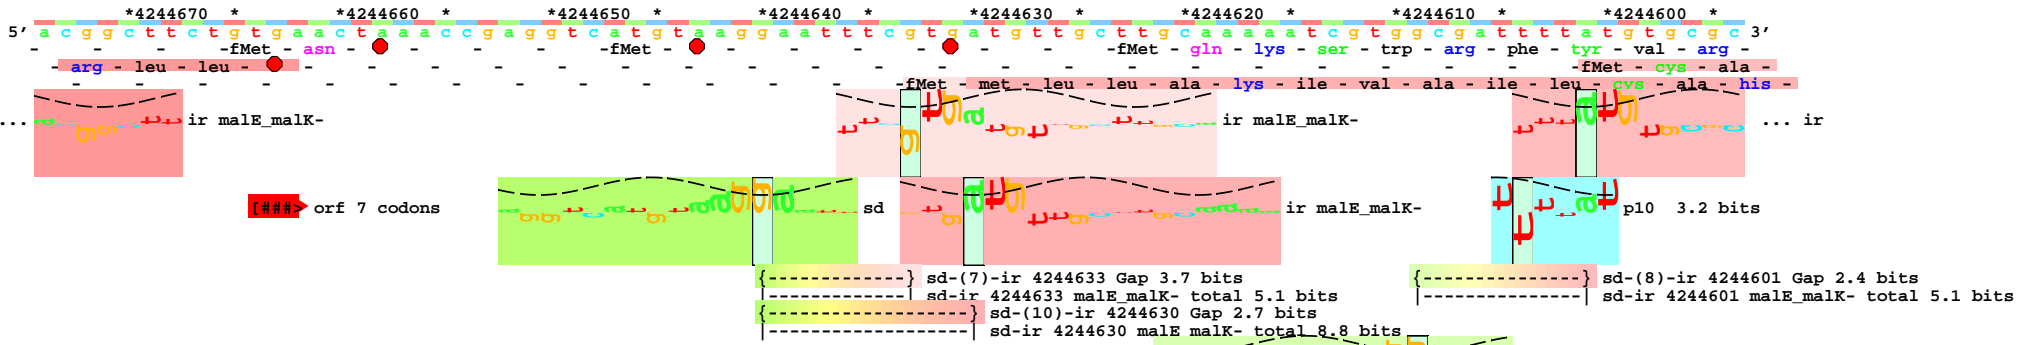 *4244670 * *4244660 * *4244650 * *4244640 * *4244630 * *4244620 * *4244610 * *4244600 *
5′ a c g g c t t c t g t g a a c t a a a c c g a g g t c a t g t a a g g a a t t t c g t g a t g t t g c t t g c a a a a a t c g t g g c g a t t t t a t g t g c g c 3′
- - - -fMet - asn - - - - -fMet - - - - - - -fMet - gln - lys - ser - trp - arg - phe - tyr - val - arg -
- arg - leu - leu - - - - - - - - - - - - - - - - - - - - - -fMet - cys - ala -
- - - - - - - - - - - - - -fMet - met - leu - leu - ala - lys - ile - val - ala - ile - leu - cys - ala - his -
... ir malE_malK- ir malE_malK- ... ir
[###> orf 7 codons sd ir malE_malK- p10 3.2 bits
{--------------} sd-(7)-ir 4244633 Gap 3.7 bits {----------------} sd-(8)-ir 4244601 Gap 2.4 bits
|--------------| sd-ir 4244633 malE_malK- total 5.1 bits |----------------| sd-ir 4244601 malE_malK- total 5.1 bits
{--------------------} sd-(10)-ir 4244630 Gap 2.7 bits
|--------------------| sd-ir 4244630 malE malK- total 8.8 bits